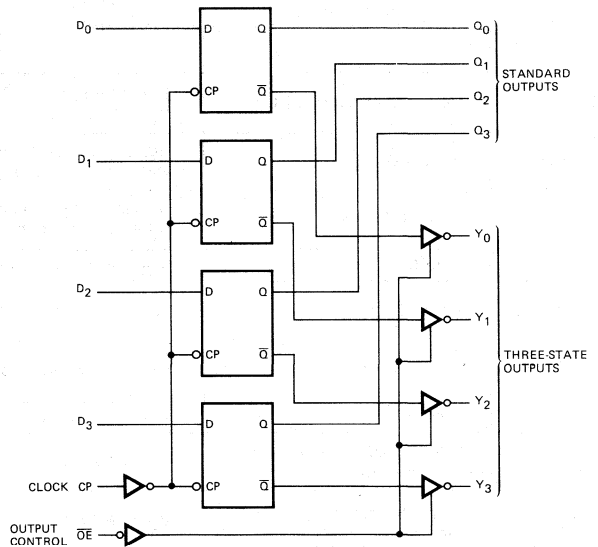 D0 D Q Q0
Q1
CP Q̅
STANDARD
OUTPUTS
Q2
Q3
D1 D Q
CP Q̅
Y0
D2 D Q
Y1
CP Q̅
THREE-STATE
OUTPUTS
Y2
D3 D Q
CLOCK CP CP Q̅ Y3
OUTPUT
CONTROL O̅E̅